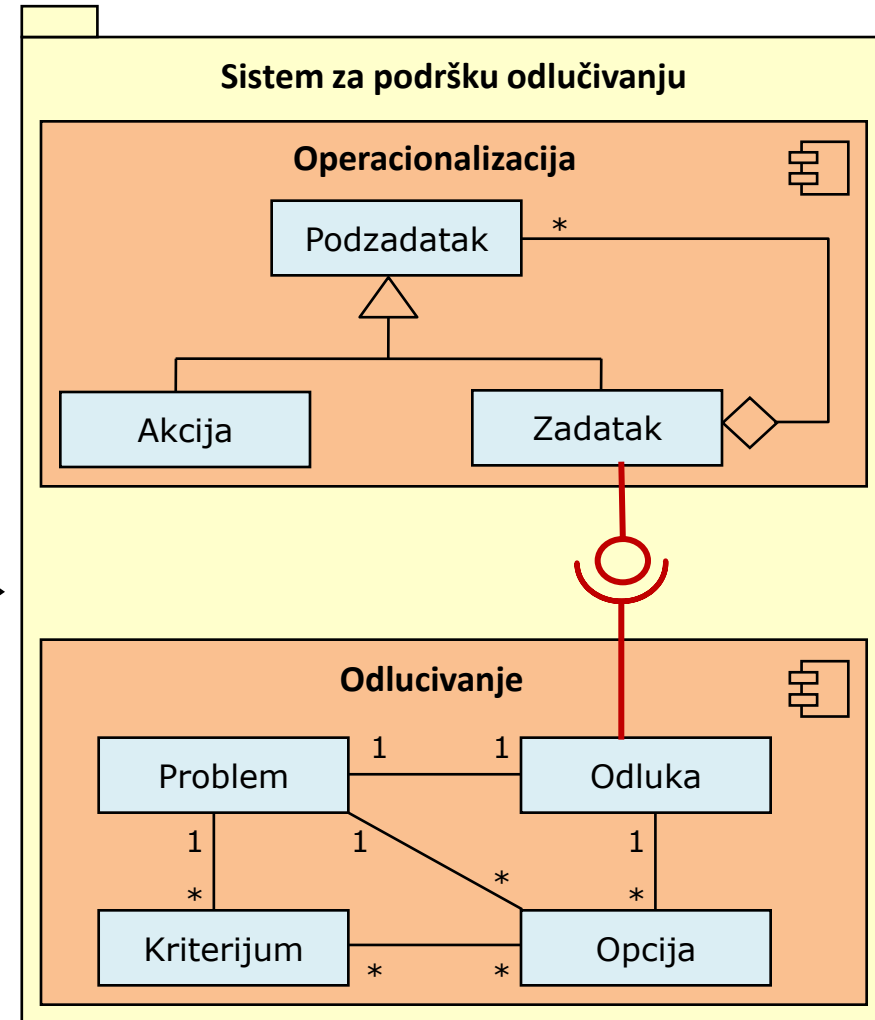 Sistem za podršku odlučivanju
Operacionalizacija
Podzadatak
*
Akcija
Zadatak
Odlucivanje
Problem
1
1
Odluka
1
1
1
*
*
*
Kriterijum
*
*
Opcija